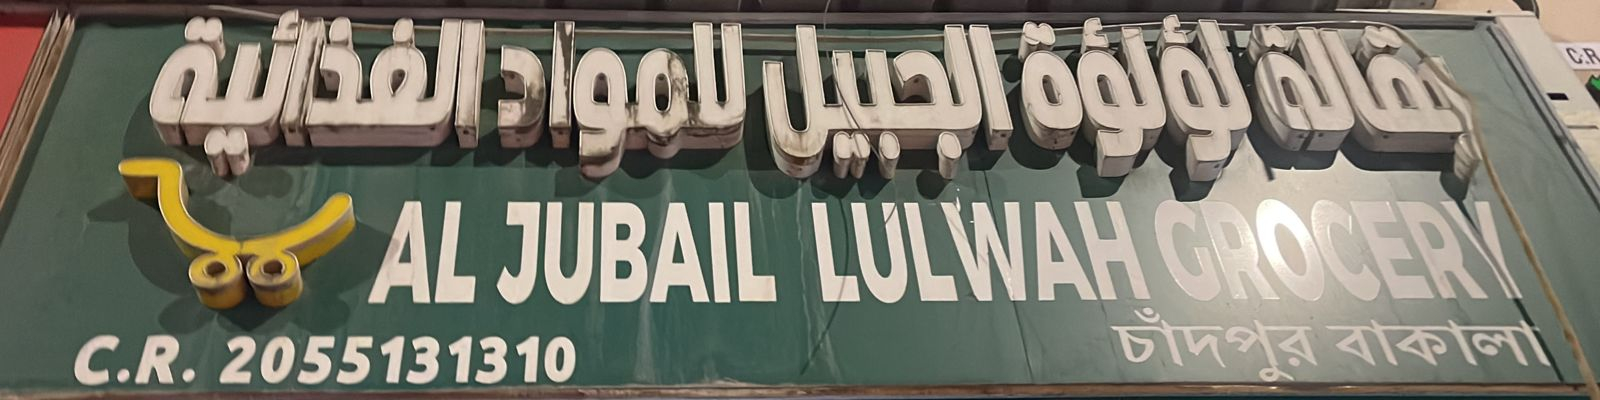 بقالة لؤلؤة الجبيل للمواد الغذائية
AL JUBAIL LULWAH GROCERY
C.R. 2055131310
চাঁদপুর বাকালা
C.R